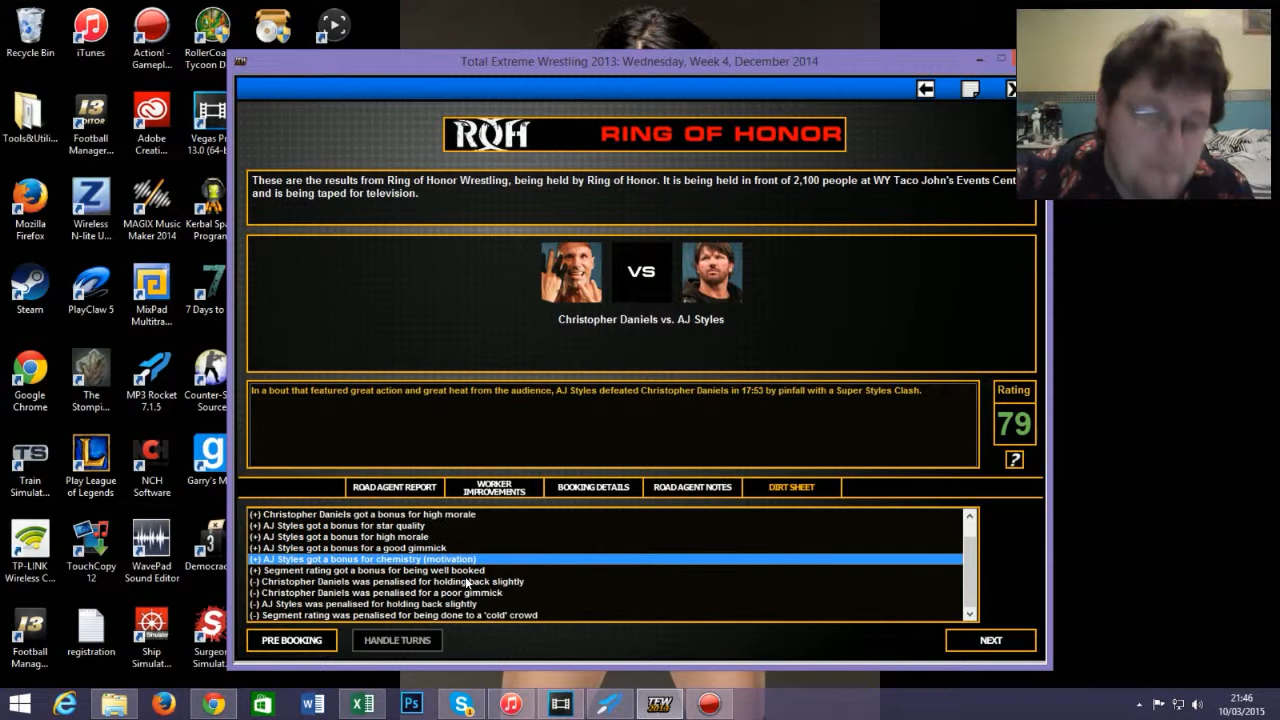 Recycle Bin
iTunes
Action! -
Gamepl...
RollerCoa
Tycoon D
Total Extreme Wrestling 2013: Wednesday, Week 4, December 2014
ROH
RING OF HONOR
These are the results from Ring of Honor Wrestling, being held by Ring of Honor. It is being held in front of 2,100 people at WY Taco John's Events Cent
and is being taped for television.
Tools&Utili...
13
EDITOR
Football
Manager...
Adobe
Creati...
Vegas Pr
13.0 (64-b
VS
Christopher Daniels vs. AJ Styles
Mozilla
Firefox
Wireless
N-lite U...
MAGIX Music
Maker 2014
Kerbal Spa
Progran
Steam
PlayClaw 5
MixPad
Multitra...
7 Days to
In a bout that featured great action and great heat from the audience, AJ Styles defeated Christopher Daniels in 17:53 by pinfall with a Super Styles Clash.
Rating
79
?
Google
Chrome
The
Stompi...
MP3 Rocket
7.1.5
Counter-S
Source
ROAD AGENT REPORT
WORKER
IMPROVEMENTS
BOOKING DETAILS
ROAD AGENT NOTES
DIRT SHEET
TS
Train
Simulat...
Play League
of Legends
NCH
NCH
Software
g
Garry's M
(+) Christopher Daniels got a bonus for high morale
(+) AJ Styles got a bonus for star quality
(+) AJ Styles got a bonus for high morale
(+) AJ Styles got a bonus for a good gimmick
(+) AJ Styles got a bonus for chemistry (motivation)
(+) Segment rating got a bonus for being well booked
(-) Christopher Daniels was penalised for holding back slightly
(-) Christopher Daniels was penalised for a poor gimmick
(-) AJ Styles was penalised for holding back slightly
(-) Segment rating was penalised for being done to a 'cold' crowd
TP-LINK
Wireless C...
TouchCopy
12
WavePad
Sound Editor
Democrac
PRE BOOKING
HANDLE TURNS
NEXT
13
Football
Manag...
registration
Ship
Simulat...
Surgeo
Simulat..
TEW
2013
21:46
10/03/2015